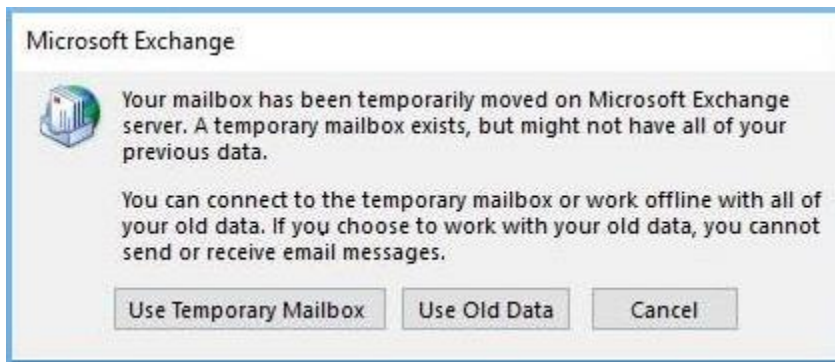 Microsoft Exchange
Your mailbox has been temporarily moved on Microsoft Exchange
server. A temporary mailbox exists, but might not have all of your
previous data.
You can connect to the temporary mailbox or work offline with all of
your old data. If you choose to work with your old data, you cannot
send or receive email messages.
Use Temporary Mailbox
Use Old Data
Cancel